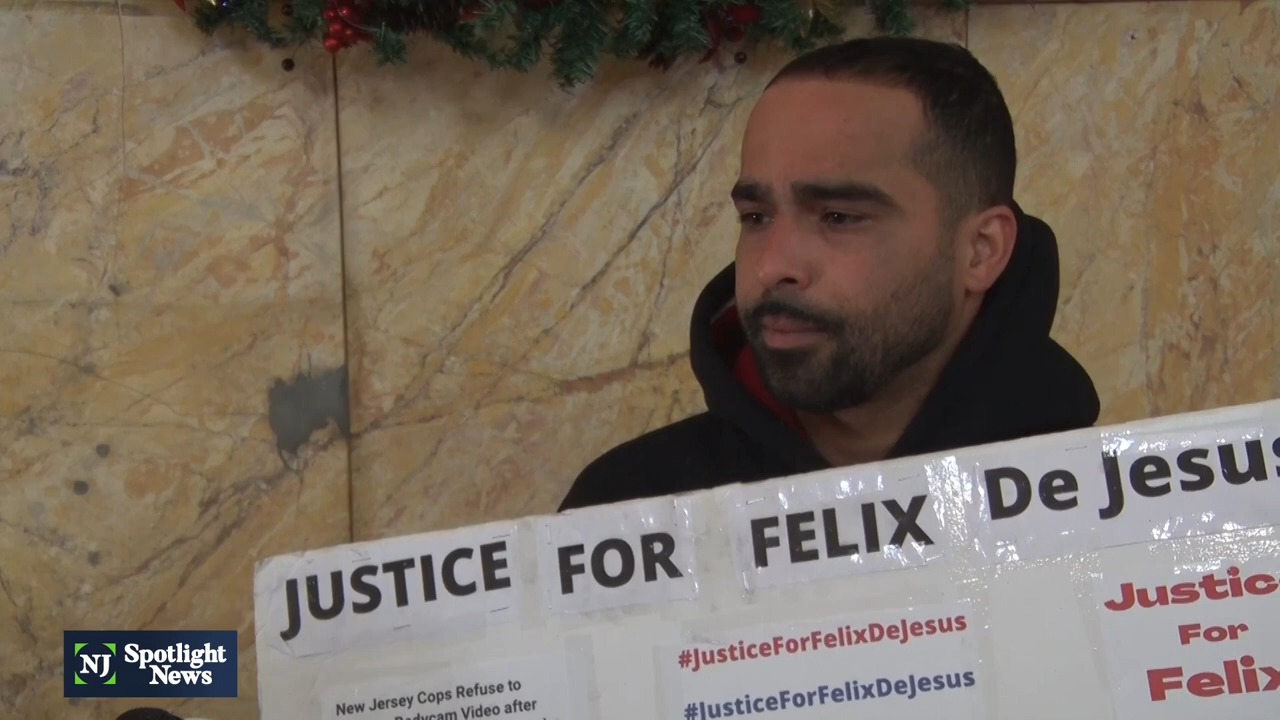 JUSTICE FOR FELIX De Jesus
#JusticeForFelixDeJesus
#JusticeForFelixDeJesus
New Jersey Cops Refuse to
Bodycam Video after
Justic
For
Felix
NJ Spotlight
News